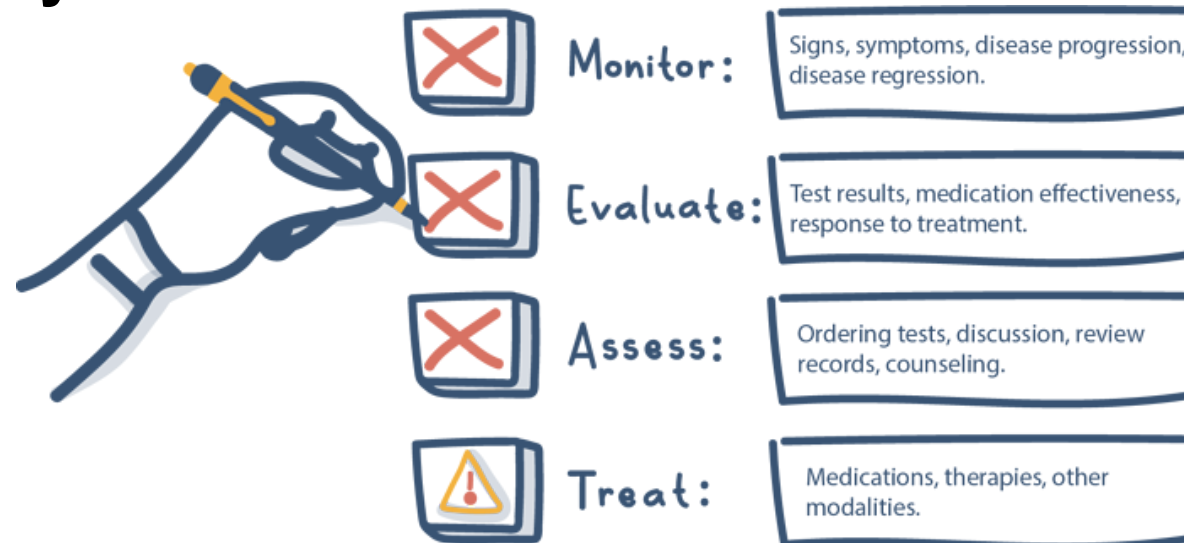 Monitor:
Signs, symptoms, disease progression,
disease regression.
Evaluate:
Test results, medication effectiveness,
response to treatment.
Assess:
Ordering tests, discussion, review
records, counseling.
Treat:
Medications, therapies, other
modalities.